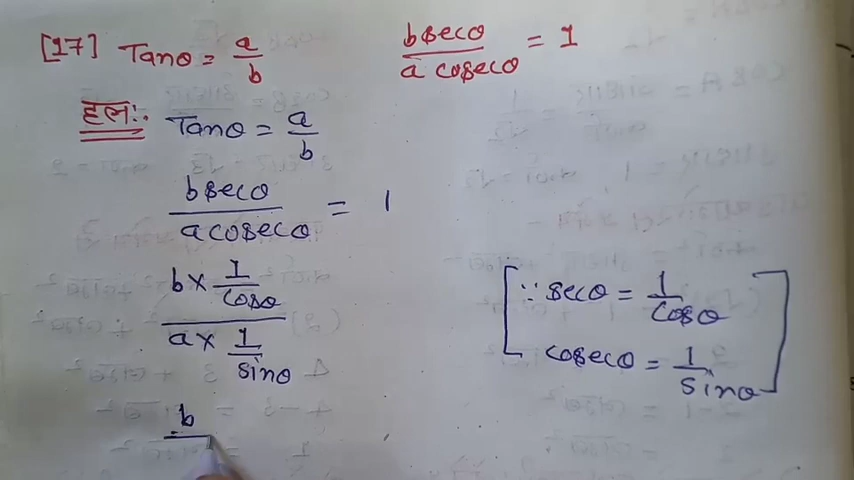 [17] Tanθ = a/b    bsecθ/a cosecθ = 1
हल:. Tanθ = a/b
bsecθ/acosecθ = 1
b × 1/cosθ / a × 1/sinθ
[∵ secθ = 1/cosθ
cosecθ = 1/sinθ]
b